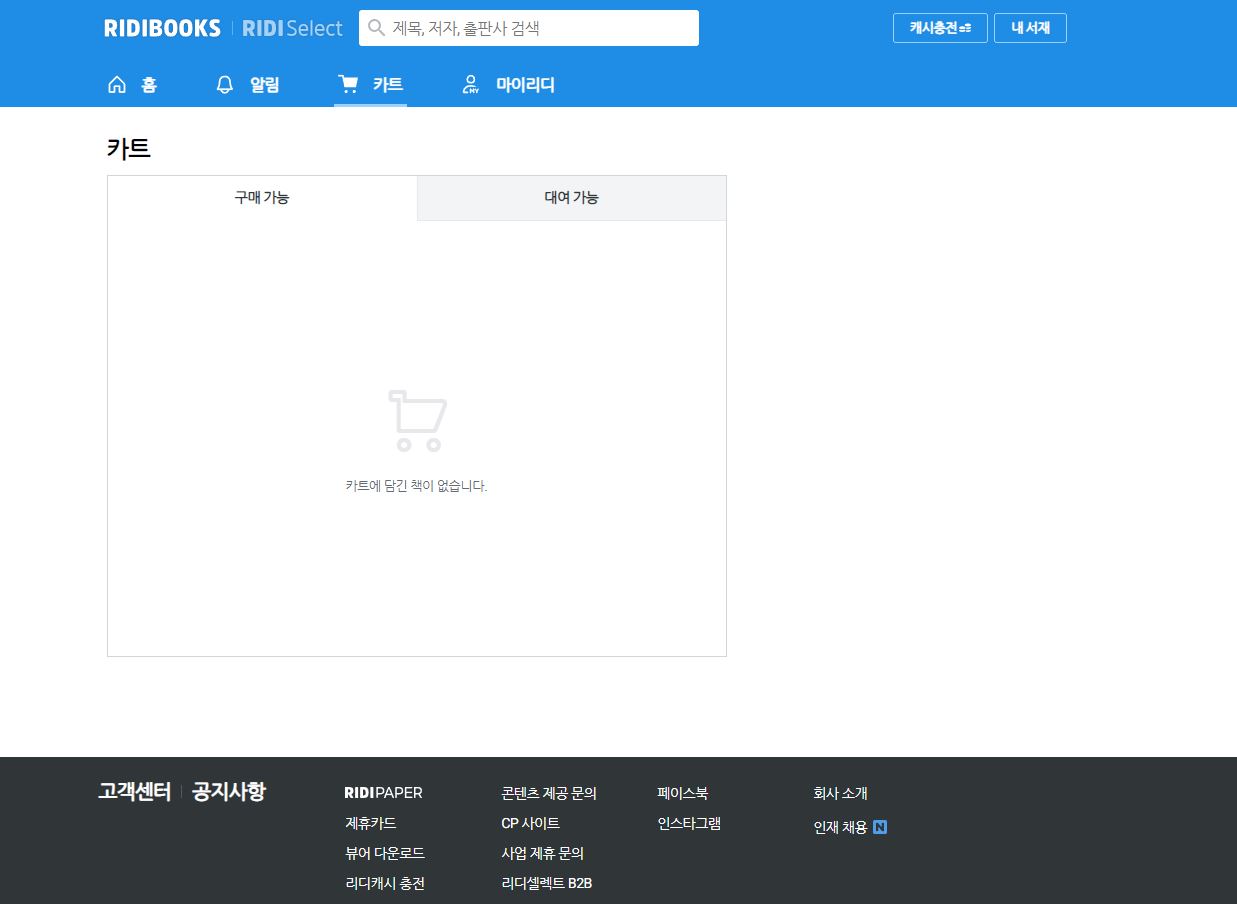 RIDIBOOKS RIDI Select 제목, 저자, 출판사 검색 캐시충전 내 서재
홈 알림 카트 마이리디
카트
구매 가능 대여 가능
카트에 담긴 책이 없습니다.
고객센터 공지사항
RIDIPAPER 콘텐츠 제공 문의 페이스북 회사 소개
제휴카드 CP 사이트 인스타그램 인재 채용 N
뷰어 다운로드 사업 제휴 문의
리디캐시 충전 리디셀렉트 B2B